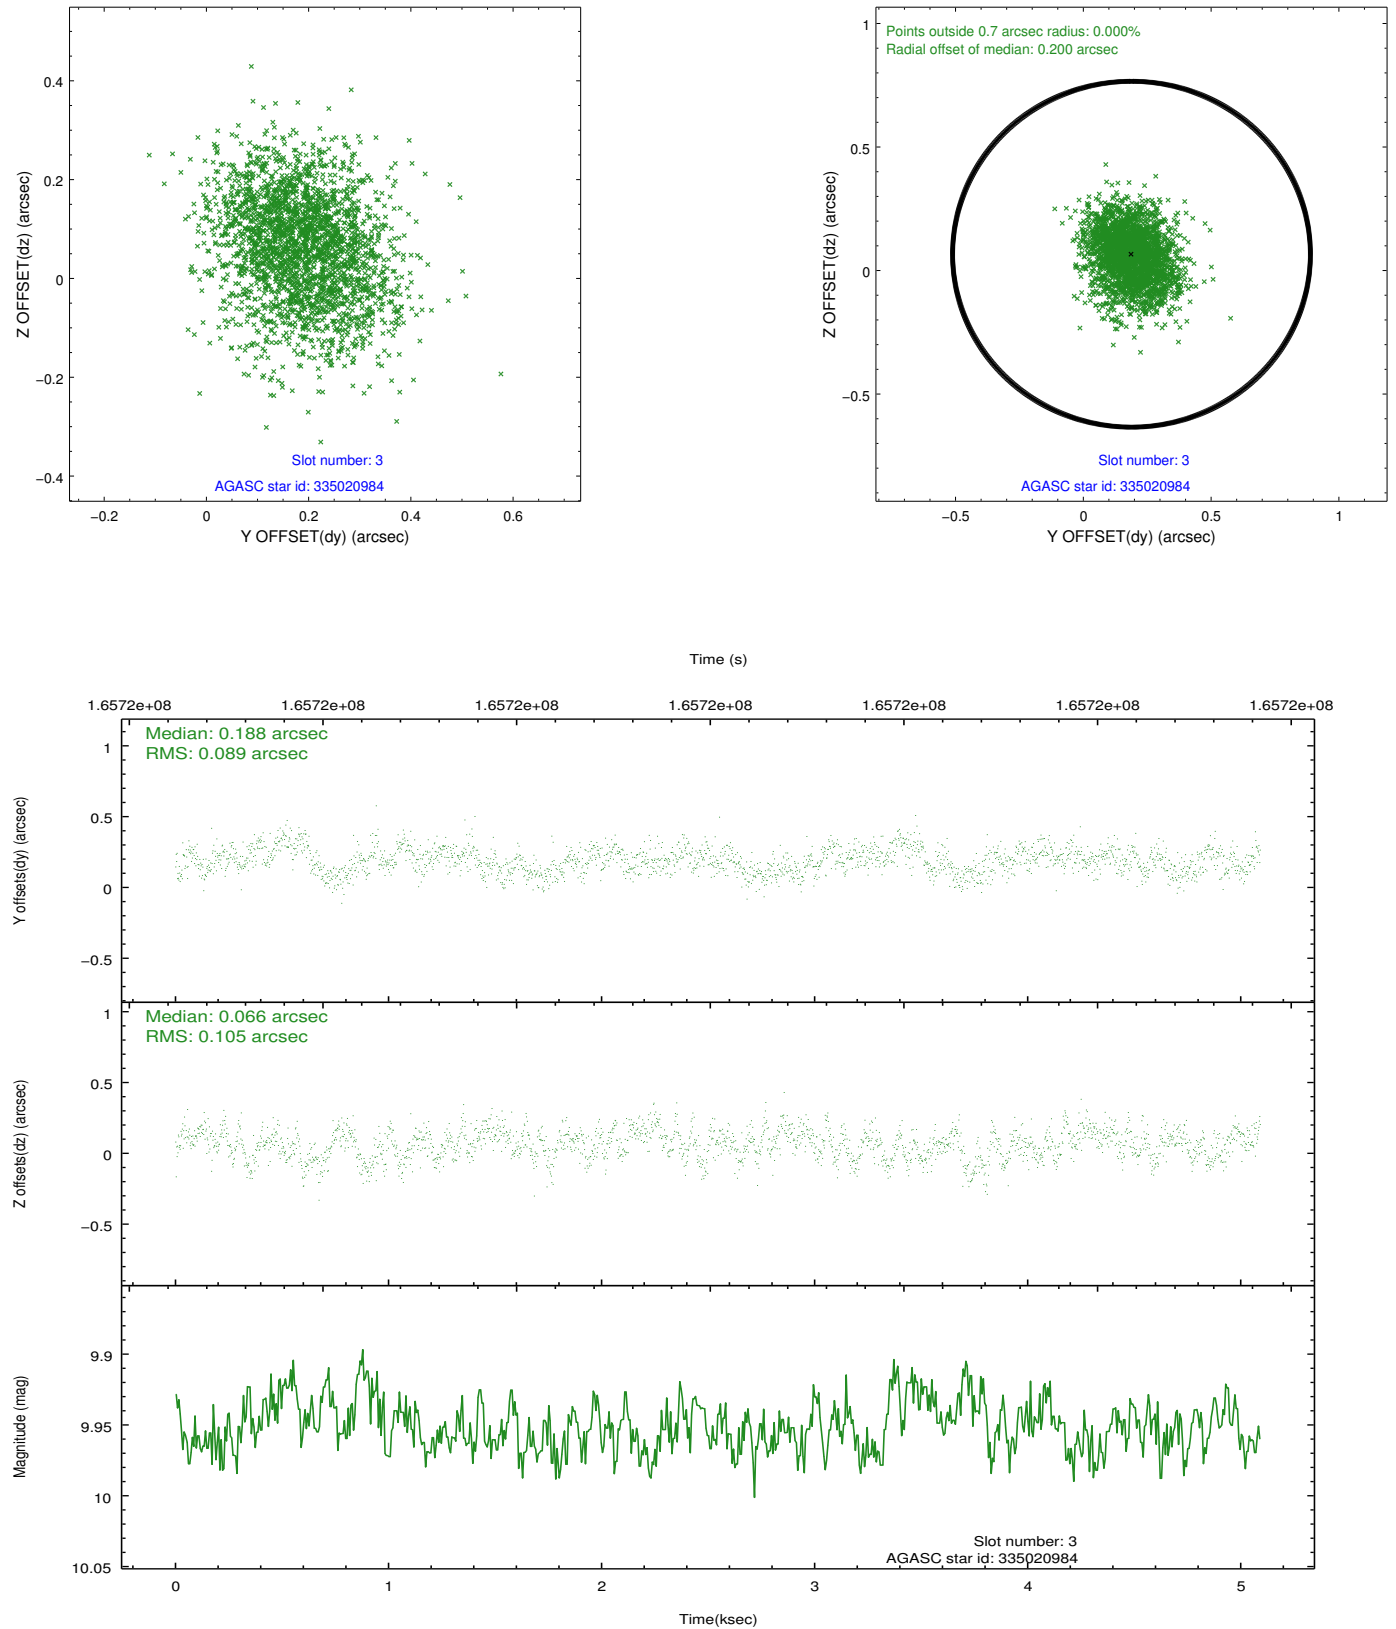 0.4
0.2
0
−0.2
−0.4
Z OFFSET(dz) (arcsec)
Slot number: 3
AGASC star id: 335020984
−0.2
0
0.2
0.4
0.6
Y OFFSET(dy) (arcsec)
Points outside 0.7 arcsec radius: 0.000%
Radial offset of median: 0.200 arcsec
1
0.5
0
−0.5
Z OFFSET(dz) (arcsec)
Slot number: 3
AGASC star id: 335020984
−0.5
0
0.5
1
Y OFFSET(dy) (arcsec)
Time (s)
1.6572e+08
1.6572e+08
1.6572e+08
1.6572e+08
1.6572e+08
1.6572e+08
1.6572e+08
Median: 0.188 arcsec
RMS: 0.089 arcsec
1
0.5
0
−0.5
Y offsets(dy) (arcsec)
Median: 0.066 arcsec
RMS: 0.105 arcsec
1
0.5
0
−0.5
Z offsets(dz) (arcsec)
9.9
9.95
10
10.05
Magnitude (mag)
Slot number: 3
AGASC star id: 335020984
0
1
2
3
4
5
Time(ksec)